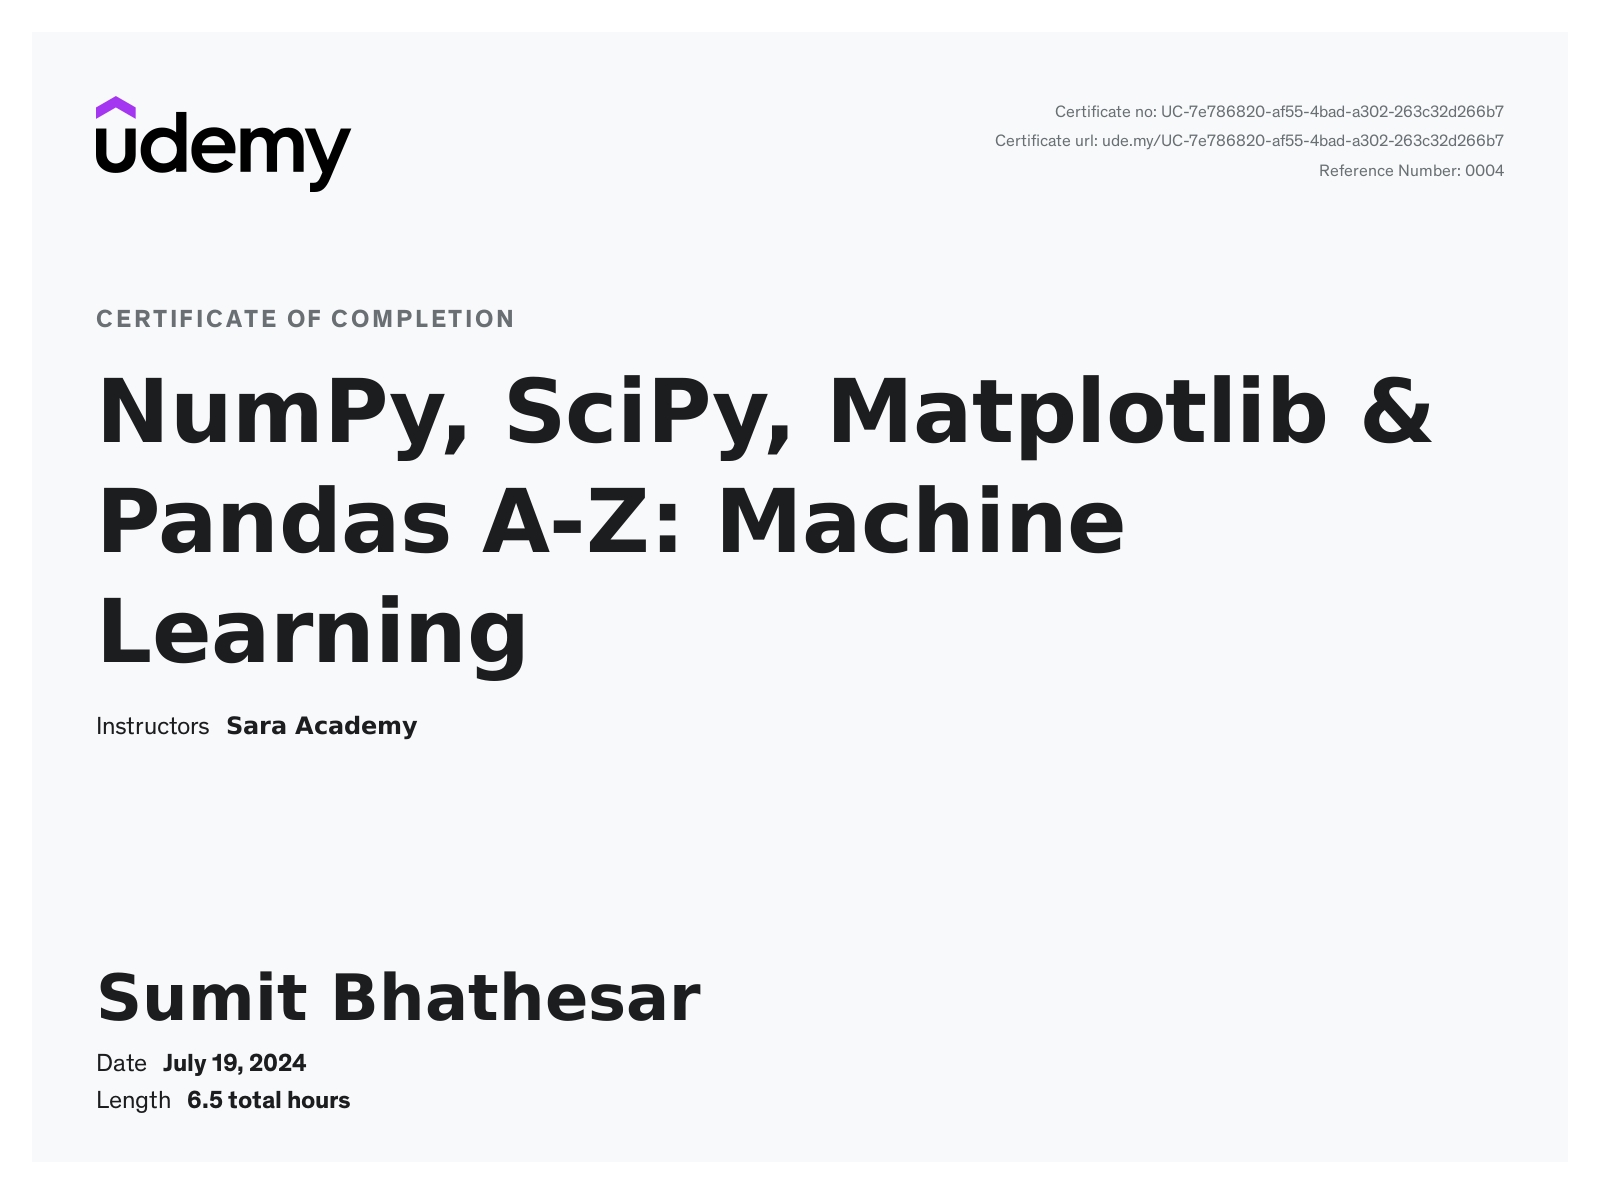 udemy
Certificate no: UC-7e786820-af55-4bad-a302-263c32d266b7
Certificate url: ude.my/UC-7e786820-af55-4bad-a302-263c32d266b7
Reference Number: 0004
CERTIFICATE OF COMPLETION
NumPy, SciPy, Matplotlib &
Pandas A-Z: Machine
Learning
Instructors Sara Academy
Sumit Bhathesar
Date July 19, 2024
Length 6.5 total hours